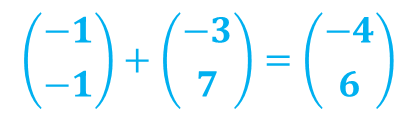 (−1) + (−3) = (−4)
(−1) + (7) = (6)